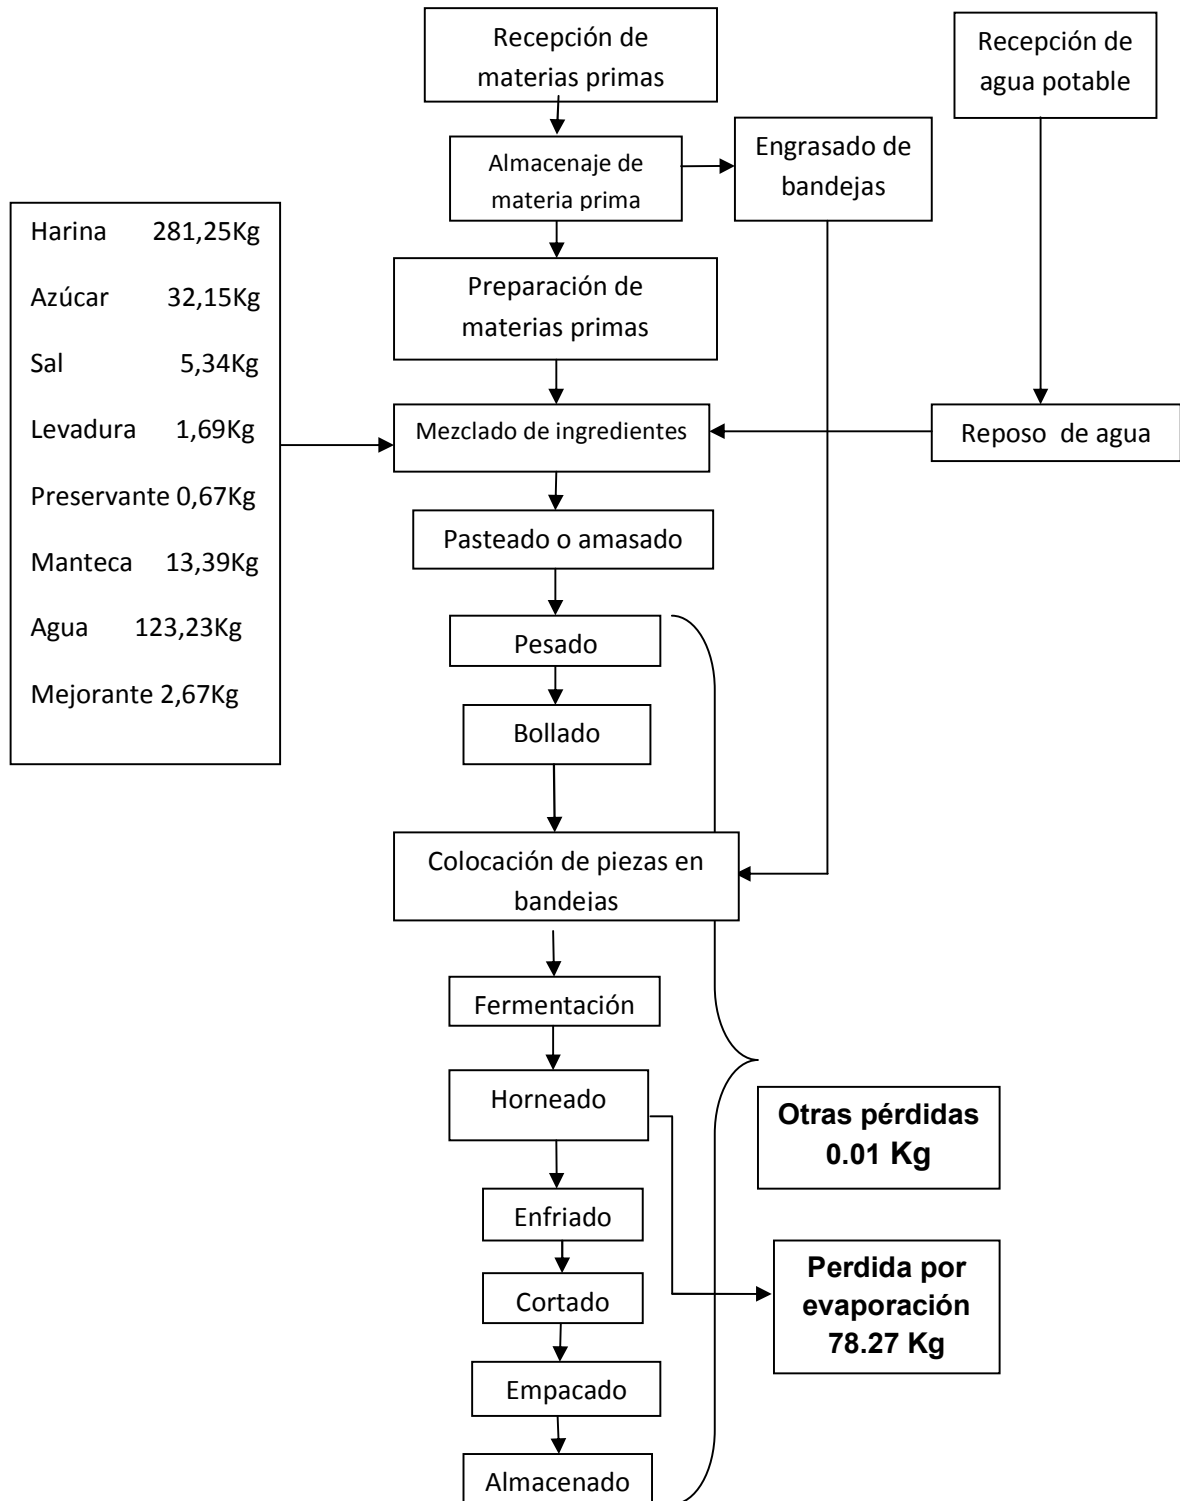 Recepción de
materias primas
Recepción de
agua potable
Almacenaje de
materia prima
Engrasado de
bandejas
Harina 281,25Kg
Azúcar 32,15Kg
Sal 5,34Kg
Levadura 1,69Kg
Preservante 0,67Kg
Manteca 13,39Kg
Agua 123,23Kg
Mejorante 2,67Kg
Preparación de
materias primas
Mezclado de ingredientes
Reposo de agua
Pasteado o amasado
Pesado
Bollado
Colocación de piezas en
bandejas
Fermentación
Horneado
Otras pérdidas
0.01 Kg
Enfriado
Perdida por
evaporación
78.27 Kg
Cortado
Empacado
Almacenado